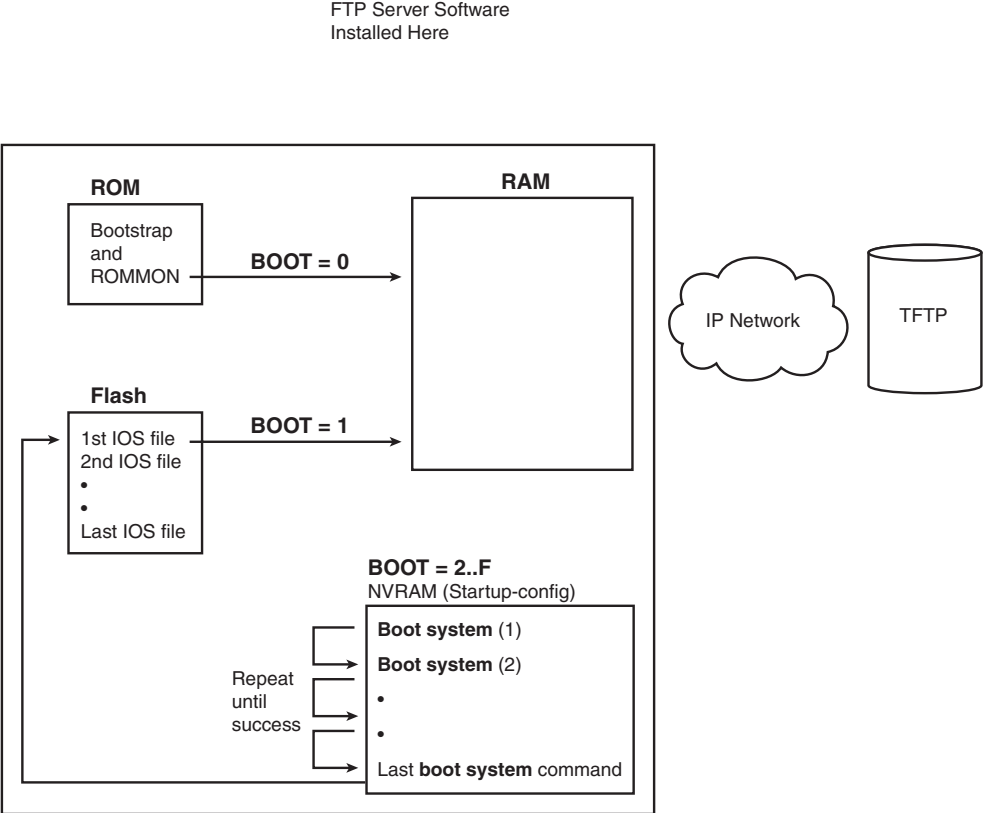 FTP Server Software
Installed Here
ROM
RAM
Bootstrap
and
ROMMON
BOOT = 0
IP Network
TFTP
Flash
1st IOS file
2nd IOS file
•
•
Last IOS file
BOOT = 1
BOOT = 2..F
NVRAM (Startup-config)
Boot system (1)
Boot system (2)
•
•
Last boot system command
Repeat
until
success